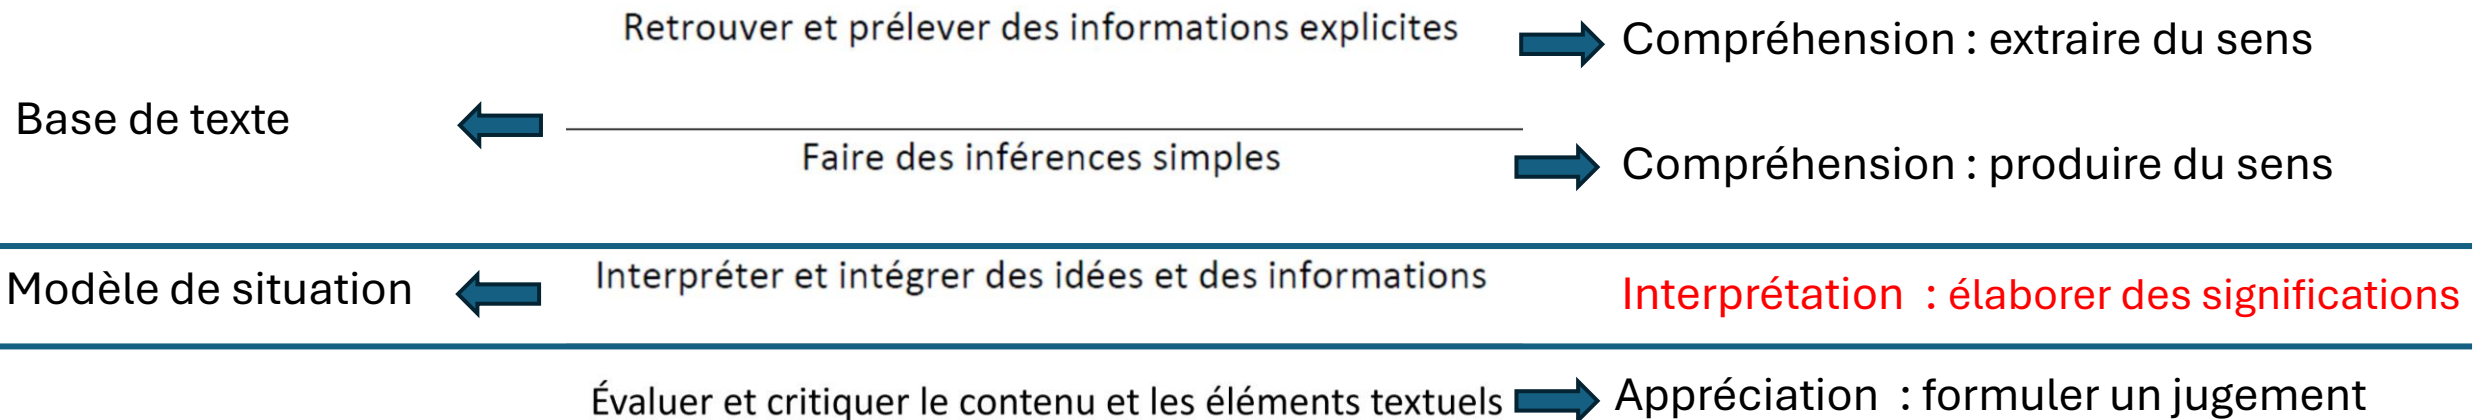 Retrouver et prélever des informations explicites
Compréhension : extraire du sens
Base de texte
Faire des inférences simples
Compréhension : produire du sens
Modèle de situation
Interpréter et intégrer des idées et des informations
Interprétation : élaborer des significations
Évaluer et critiquer le contenu et les éléments textuels
Appréciation : formuler un jugement